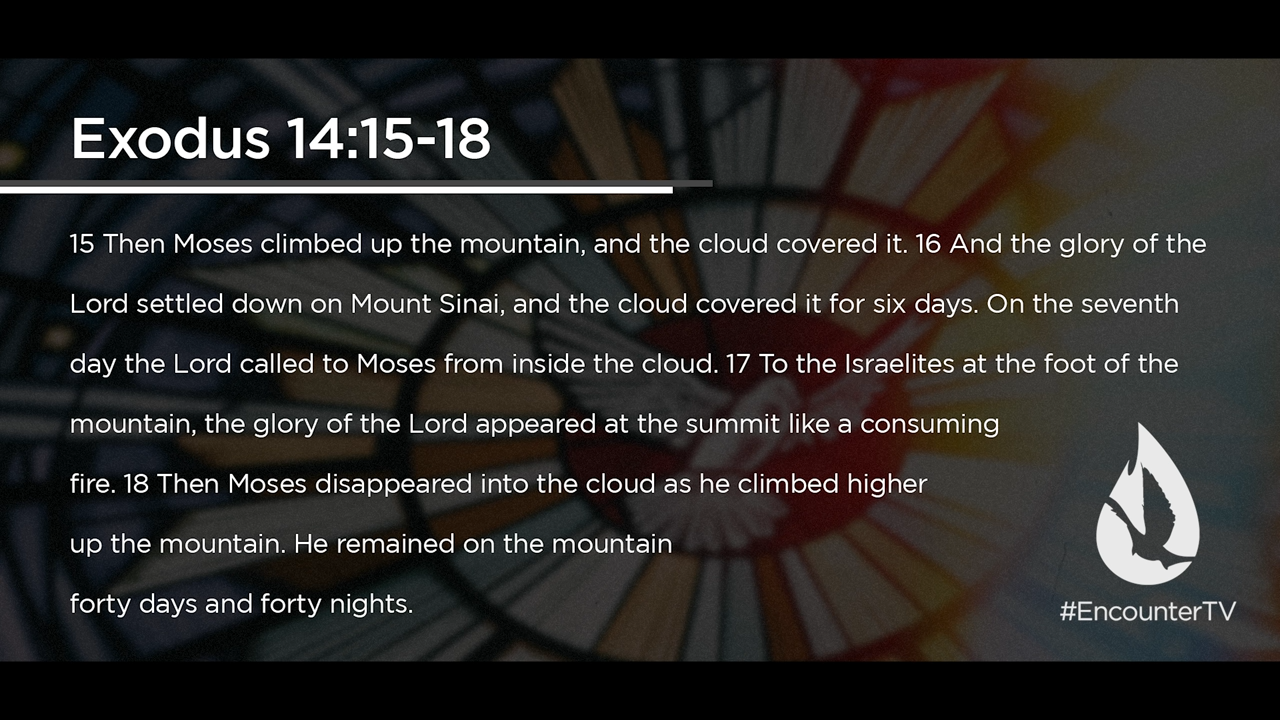 Exodus 14:15-18
15 Then Moses climbed up the mountain, and the cloud covered it. 16 And the glory of the
Lord settled down on Mount Sinai, and the cloud covered it for six days. On the seventh
day the Lord called to Moses from inside the cloud. 17 To the Israelites at the foot of the
mountain, the glory of the Lord appeared at the summit like a consuming
fire. 18 Then Moses disappeared into the cloud as he climbed higher
up the mountain. He remained on the mountain
forty days and forty nights.
#EncounterTV